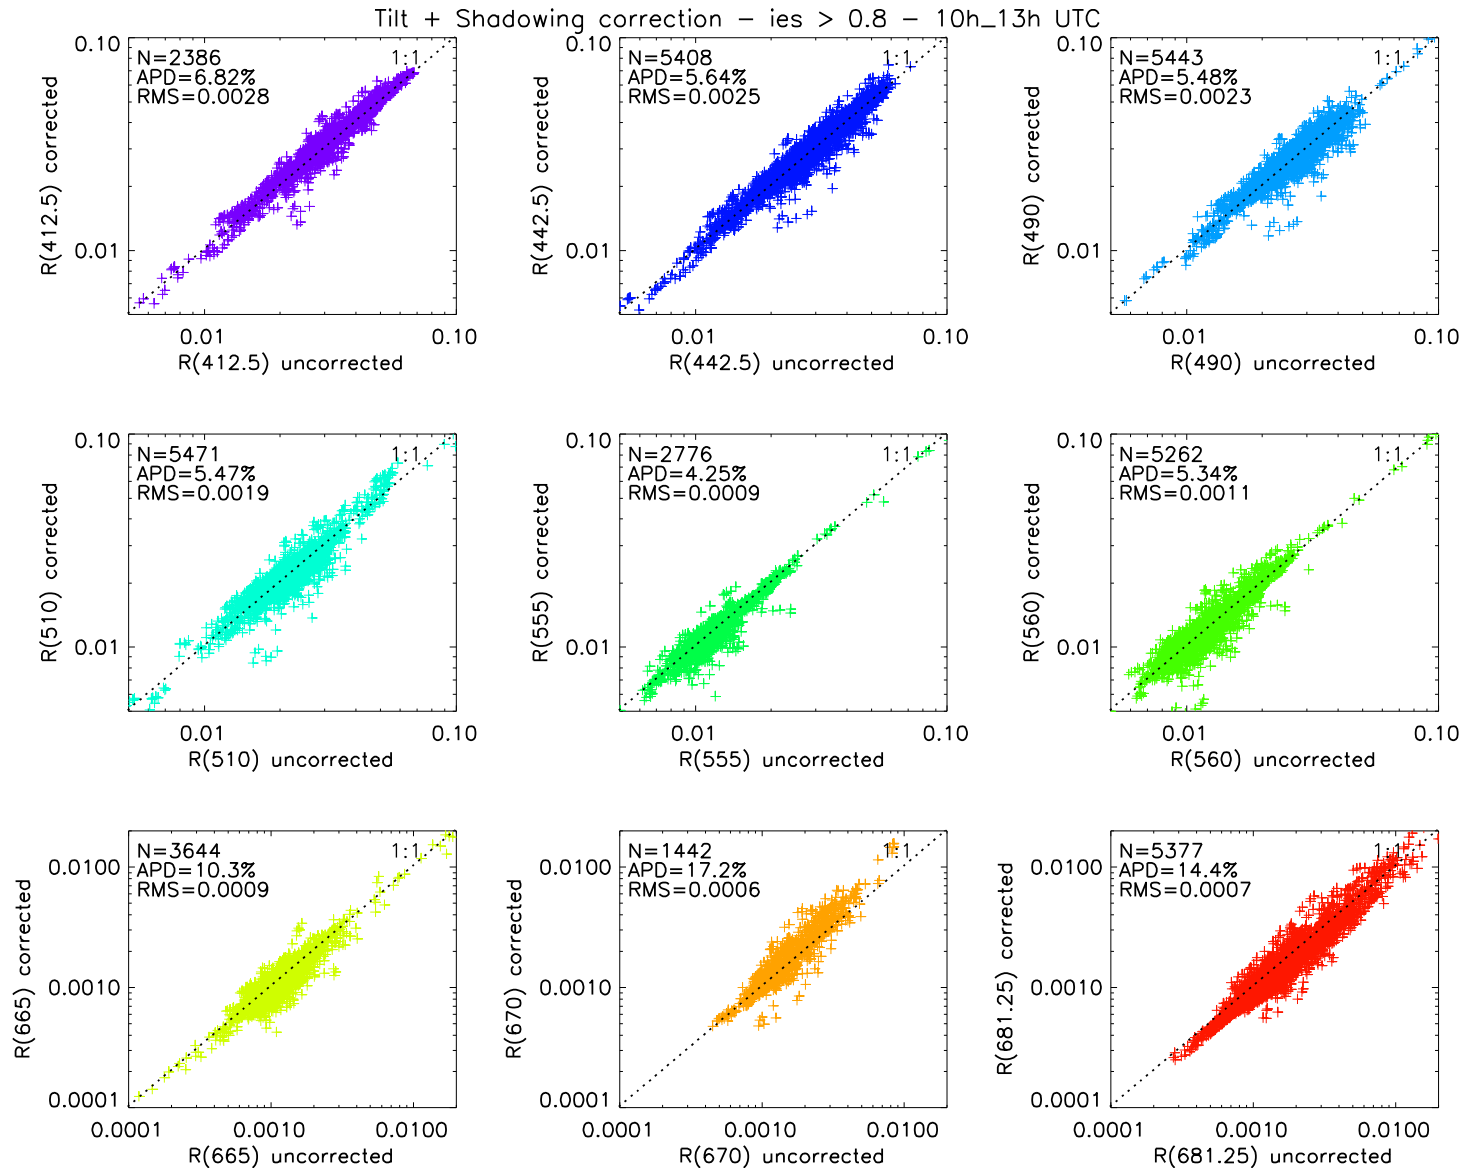 Tilt + Shadowing correction – ies > 0.8 – 10h_13h UTC
0.10
N=2386
APD=6.82%
RMS=0.0028
1:1
0.01
R(412.5) corrected
0.01
0.10
R(412.5) uncorrected
0.10
N=5408
APD=5.64%
RMS=0.0025
0.01
R(442.5) corrected
0.01
0.10
R(442.5) uncorrected
0.10
N=5443
APD=5.48%
RMS=0.0023
1:1
0.01
R(490) corrected
0.01
0.10
R(490) uncorrected
0.10
N=5471
APD=5.47%
RMS=0.0019
1:1
0.01
R(510) corrected
0.01
0.10
R(510) uncorrected
0.10
N=2776
APD=4.25%
RMS=0.0009
1:1
0.01
R(555) corrected
0.01
0.10
R(555) uncorrected
0.10
N=5262
APD=5.34%
RMS=0.0011
1:1
0.01
R(560) corrected
0.01
0.10
R(560) uncorrected
0.0100
N=3644
APD=10.3%
RMS=0.0009
1:1
0.0010
0.0001
R(665) corrected
0.0001
0.0010
0.0100
R(665) uncorrected
0.0100
N=1442
APD=17.2%
RMS=0.0006
1:1
0.0010
0.0001
R(670) corrected
0.0001
0.0010
0.0100
R(670) uncorrected
0.0100
N=5377
APD=14.4%
RMS=0.0007
1:1
0.0010
0.0001
R(681.25) corrected
0.0001
0.0010
0.0100
R(681.25) uncorrected